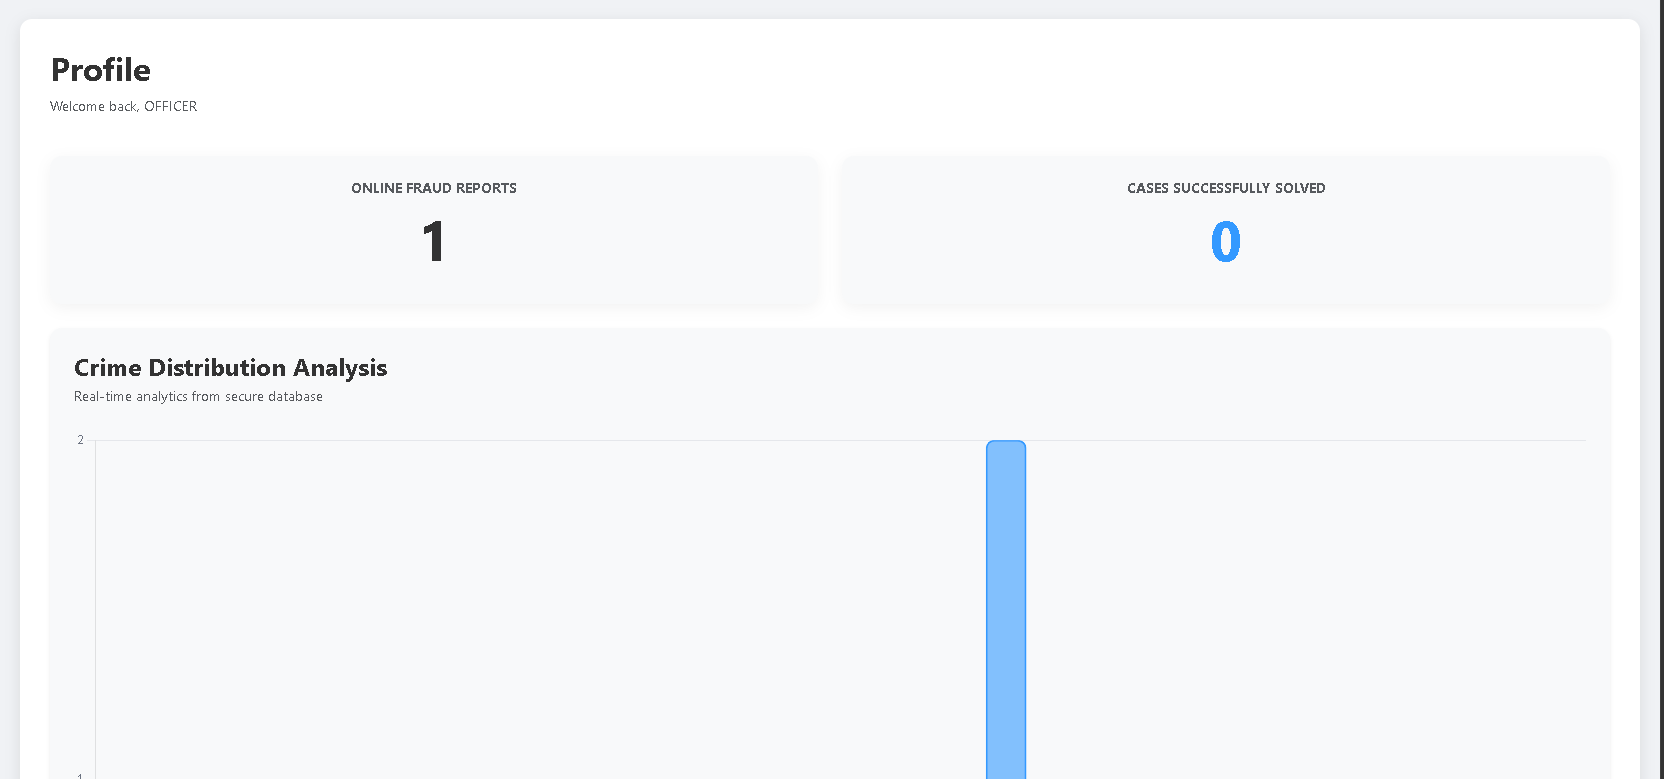 Profile
Welcome back, OFFICER
ONLINE FRAUD REPORTS
1
CASES SUCCESSFULLY SOLVED
0
Crime Distribution Analysis
Real-time analytics from secure database
2
1